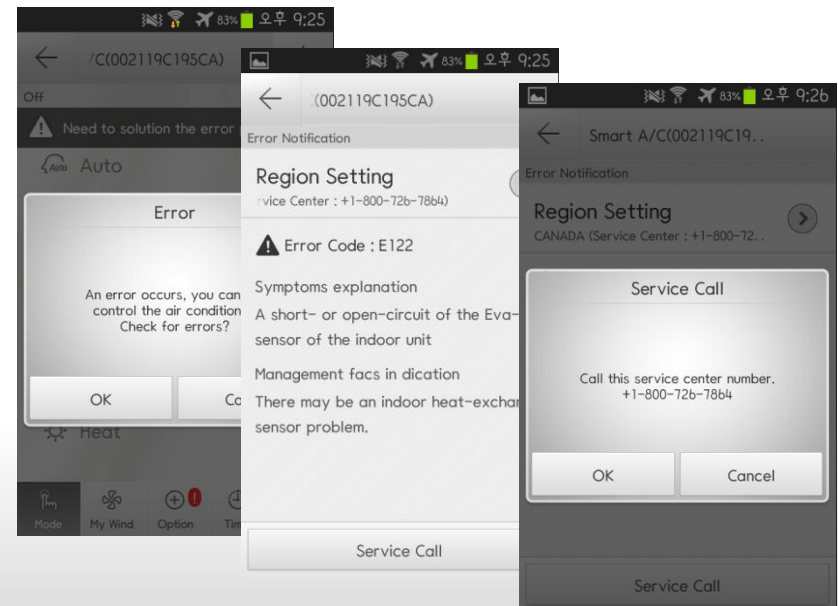 83% 오후 9:25
/C(002119C195CA)
Off
Need to solution the error
Auto
Auto
Error
An error occurs, you can
control the air condition
Check for errors?
OK
Heat
Mode
My Wind
Option
83% 오후 9:25
(002119C195CA)
Error Notification
Region Setting
Center : +1-800-726-7864)
Error Code : E122
Symptoms explanation
A short- or open-circuit of the Eva-
sensor of the indoor unit
Management facs in dication
There may be an indoor heat-exchan
sensor problem.
Service Call
83% 오후 9:26
Smart A/C(002119C19..
Error Notification
Region Setting
CANADA (Service Center : +1-800-72..
Service Call
Call this service center number.
+1-800-726-7864
OK
Cancel
Service Call